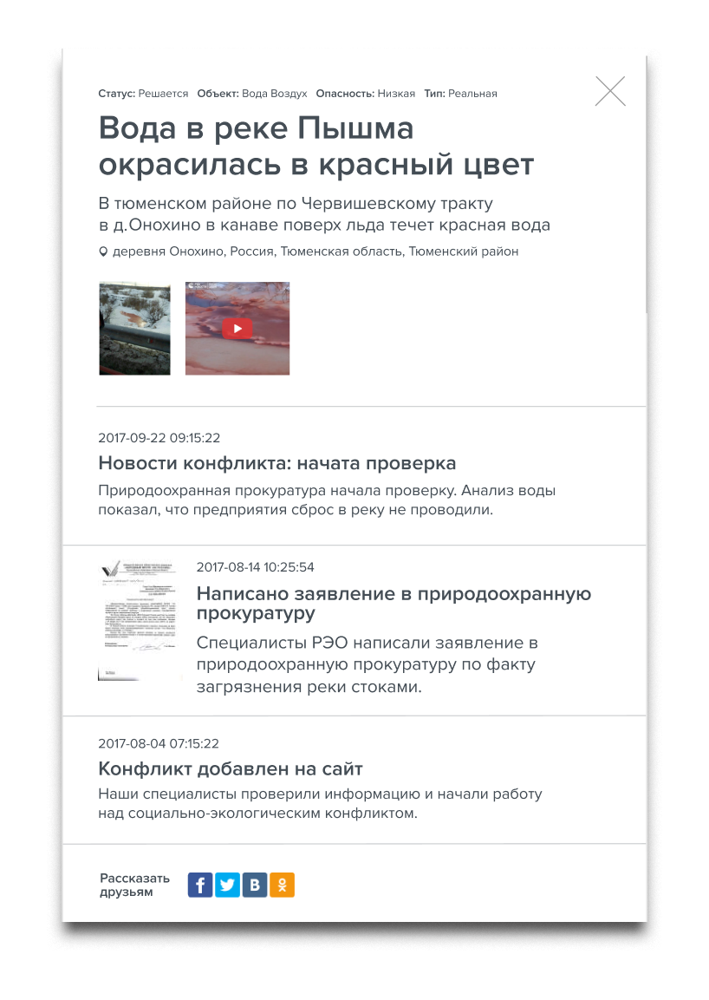 Статус: Решается Объект: Вода Воздух Опасность: Низкая Тип: Реальная
Вода в реке Пышма
окрасилась в красный цвет
В тюменском районе по Червишевскому тракту
в д.Онохино в канаве поверх льда течет красная вода
деревня Онохино, Россия, Тюменская область, Тюменский район
2017-09-22 09:15:22
Новости конфликта: начата проверка
Природоохранная прокуратура начала проверку. Анализ воды
показал, что предприятия сброс в реку не проводили.
2017-08-14 10:25:54
Написано заявление в природоохранную
прокуратуру
Специалисты РЭО написали заявление в
природоохранную прокуратуру по факту
загрязнения реки стоками.
2017-08-04 07:15:22
Конфликт добавлен на сайт
Наши специалисты проверили информацию и начали работу
над социально-экологическим конфликтом.
Рассказать
друзьям